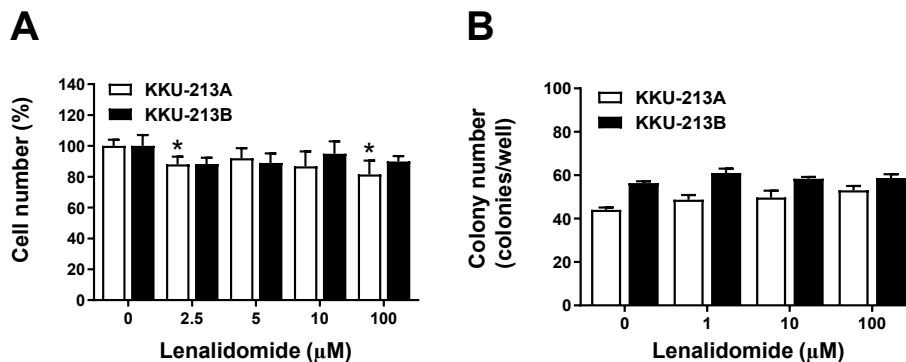 A
Cell number (%)
140
120
100
80
60
40
20
0
KKU-213A
KKU-213B
*
*
0 2.5 5 10 100
Lenalidomide (μM)
B
Colony number
(colonies/well)
100
80
60
40
20
0
KKU-213A
KKU-213B
0 1 10 100
Lenalidomide (μM)